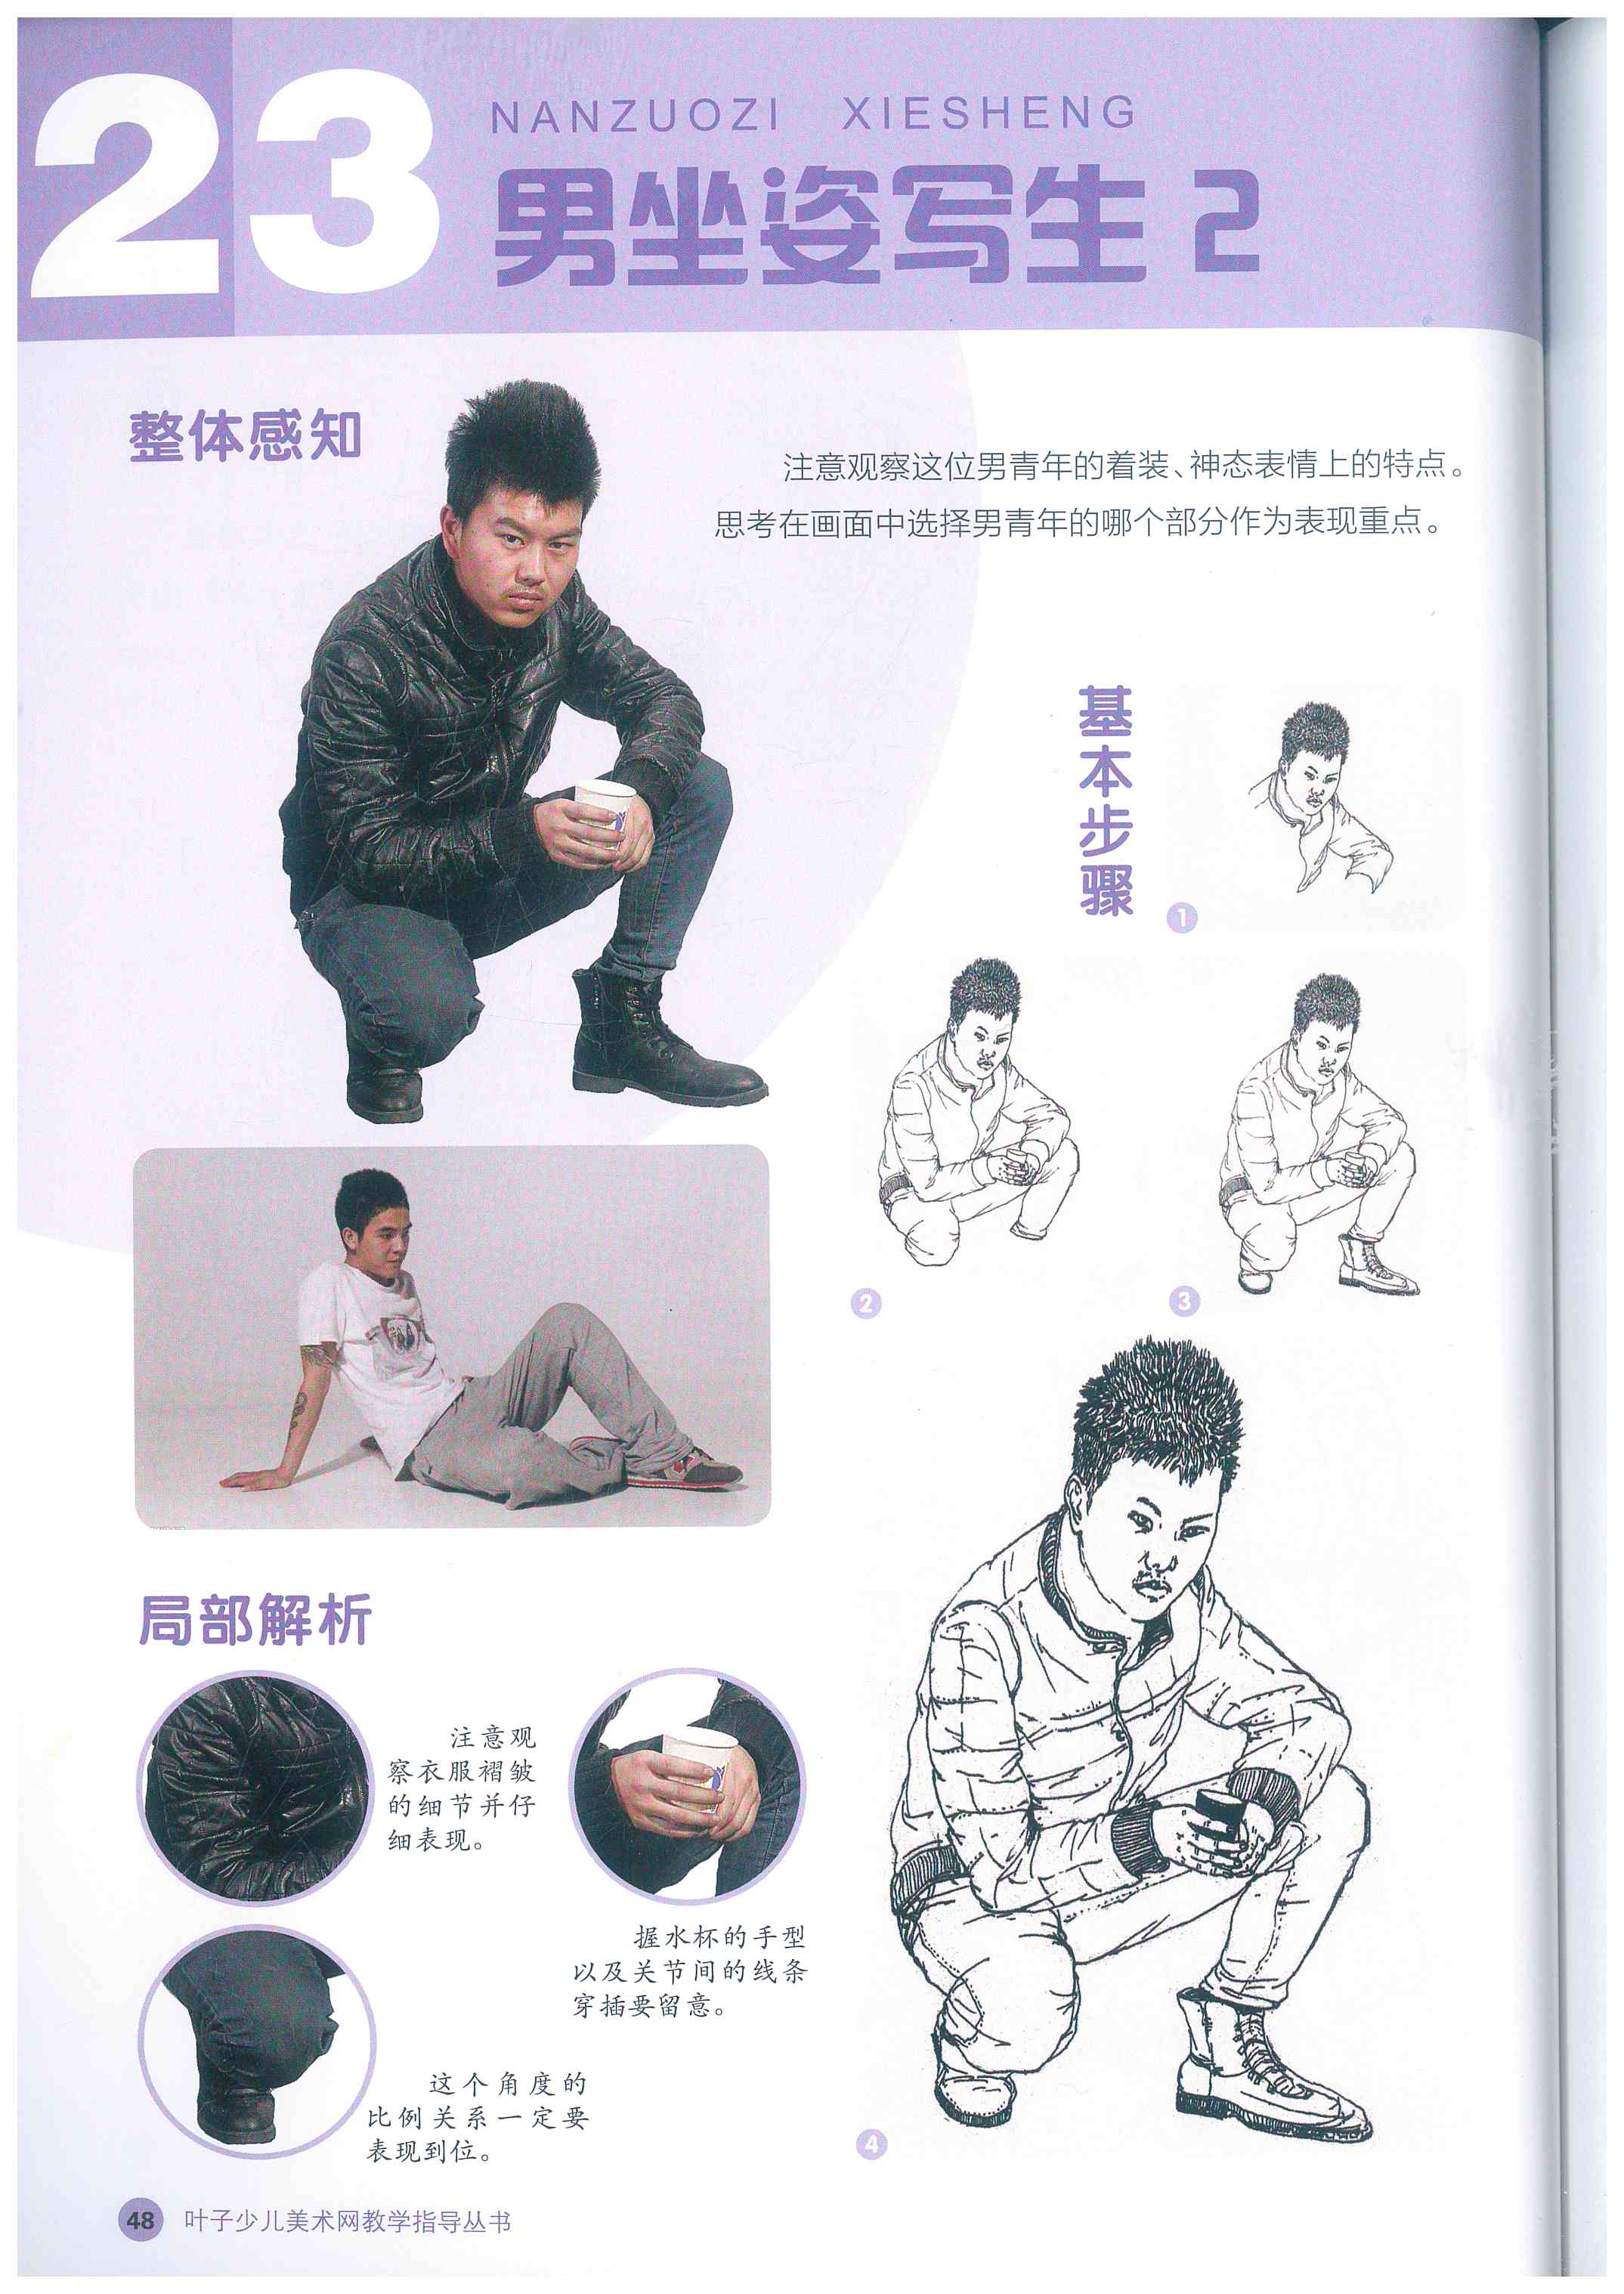 23
NANZUOZI XIESHENG
男坐姿写生 2
整体感知
注意观察这位男青年的着装、神态表情上的特点。
思考在画面中选择男青年的哪个部分作为表现重点。
基本步骤
1
2
3
4
局部解析
注意观
察衣服褶皱
的细节并仔
细表现。
握水杯的手型
以及关节间的线条
穿插要留意。
这个角度的
比例关系一定要
表现到位。
48 叶子少儿美术网教学指导丛书